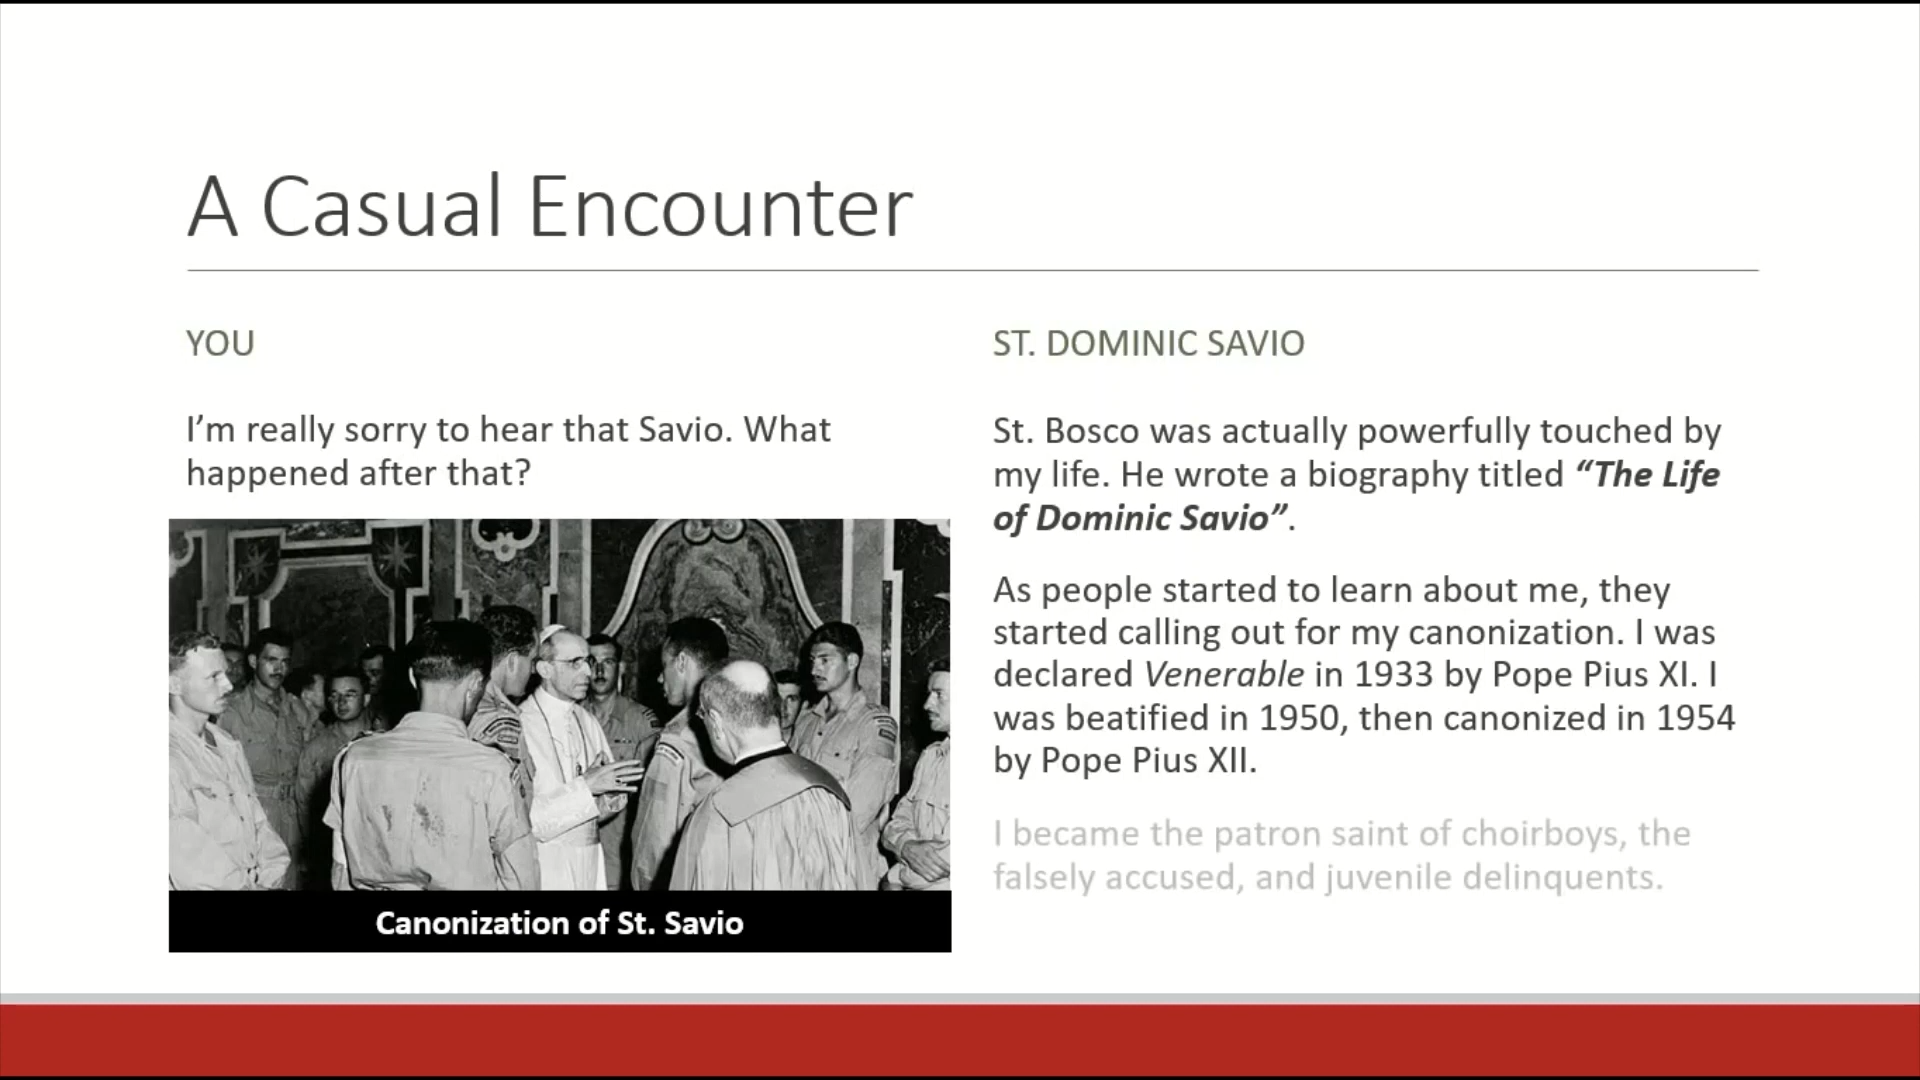 A Casual Encounter
YOU
I’m really sorry to hear that Savio. What
happened after that?
Canonization of St. Savio
ST. DOMINIC SAVIO
St. Bosco was actually powerfully touched by
my life. He wrote a biography titled “The Life
of Dominic Savio”.
As people started to learn about me, they
started calling out for my canonization. I was
declared Venerable in 1933 by Pope Pius XI. I
was beatified in 1950, then canonized in 1954
by Pope Pius XII.
I became the patron saint of choirboys, the
falsely accused, and juvenile delinquents.